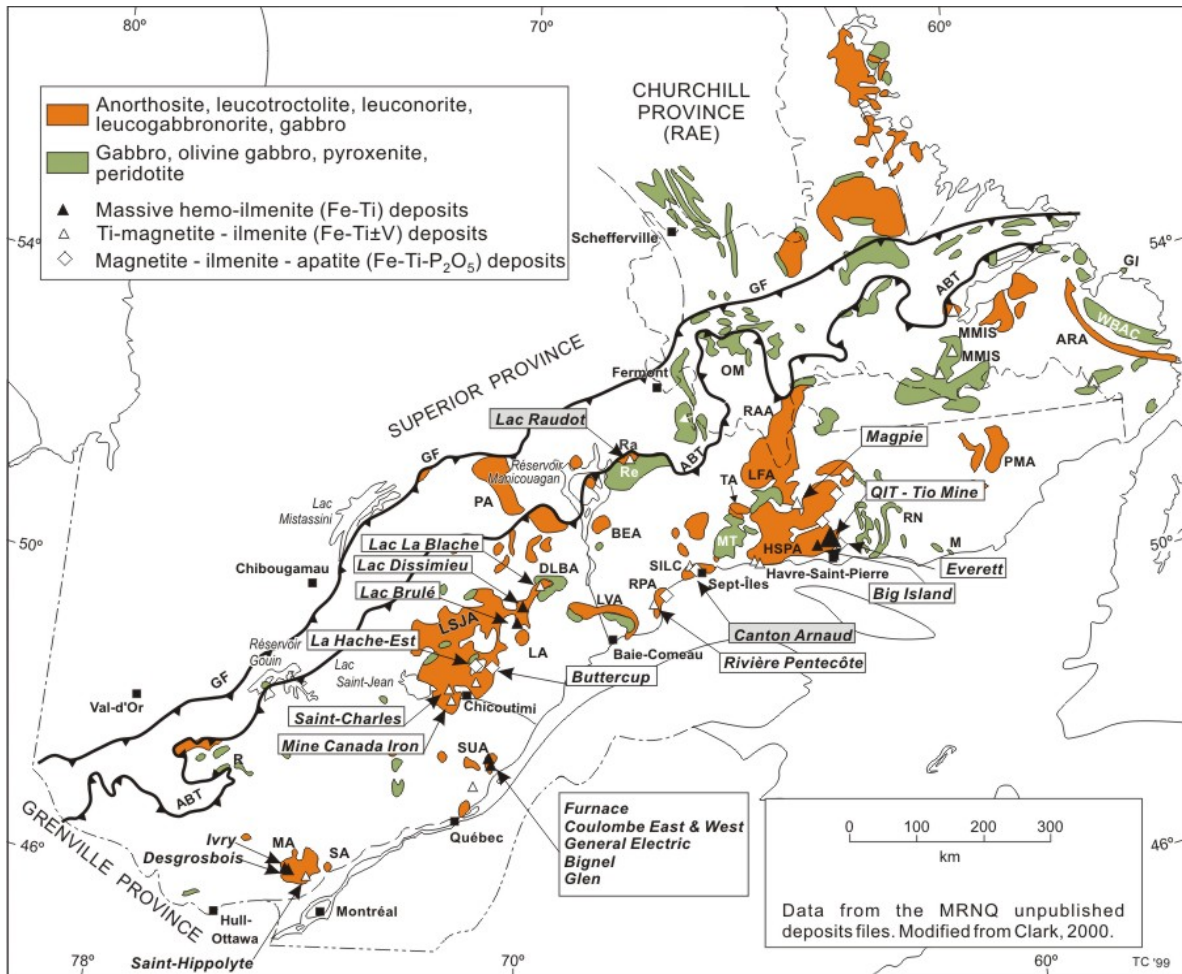 80º
70º
60º
Anorthosite, leucotroctolite, leuconorite,
leucogabbronorite, gabbro
Gabbro, olivine gabbro, pyroxenite,
peridotite
Massive hemo-ilmenite (Fe-Ti) deposits
Ti-magnetite - ilmenite (Fe-Ti±V) deposits
Magnetite - ilmenite - apatite (Fe-Ti-P₂O₅) deposits
CHURCHILL
PROVINCE
(RAE)
54º
Schefferville
54º
GF
ABT
GI
WBAC
MMIS
MMIS
ARA
SUPERIOR PROVINCE
Fermont
OM
RAA
Lac Raudot
Ra
Re
ABT
GF
Réservoir
Manicouagan
PA
LFA
Magpie
PMA
TA
QIT - Tio Mine
Lac
Mistassini
BEA
MT
HSPA
RN
M
50º
50º
Lac La Blache
Lac Dissimieu
Lac Brulé
DLBA
SILC
Sept-Îles
Havre-Saint-Pierre
Everett
Big Island
Chibougamau
RPA
LVA
LSJA
LA
La Hache-Est
Canton Arnaud
Baie-Comeau
Rivière Pentecôte
Buttercup
Réservoir
Gouin
Lac
Saint-Jean
GF
Val-d'Or
Chicoutimi
Saint-Charles
Mine Canada Iron
SUA
R
ABT
Furnace
Coulombe East & West
General Electric
Bignel
Glen
Québec
0 100 200 300
km
46º
46º
GRENVILLE PROVINCE
Ivry
MA
SA
Desgrosbois
Hull-
Ottawa
Montréal
Saint-Hippolyte
Data from the MRNQ unpublished
deposits files. Modified from Clark, 2000.
78º
70º
60º
TC '99